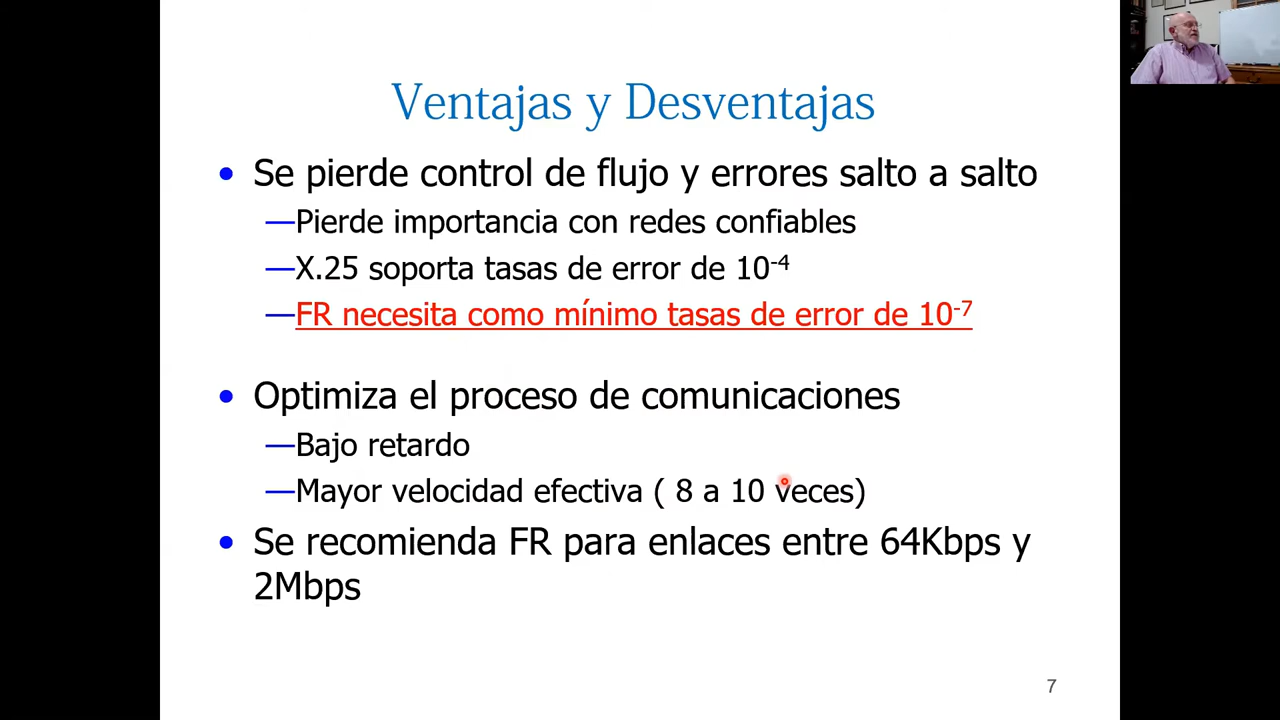 Ventajas y Desventajas
• Se pierde control de flujo y errores salto a salto
—Pierde importancia con redes confiables
—X.25 soporta tasas de error de 10⁻⁴
—FR necesita como mínimo tasas de error de 10⁻⁷
• Optimiza el proceso de comunicaciones
—Bajo retardo
—Mayor velocidad efectiva ( 8 a 10 veces)
• Se recomienda FR para enlaces entre 64Kbps y
2Mbps
7